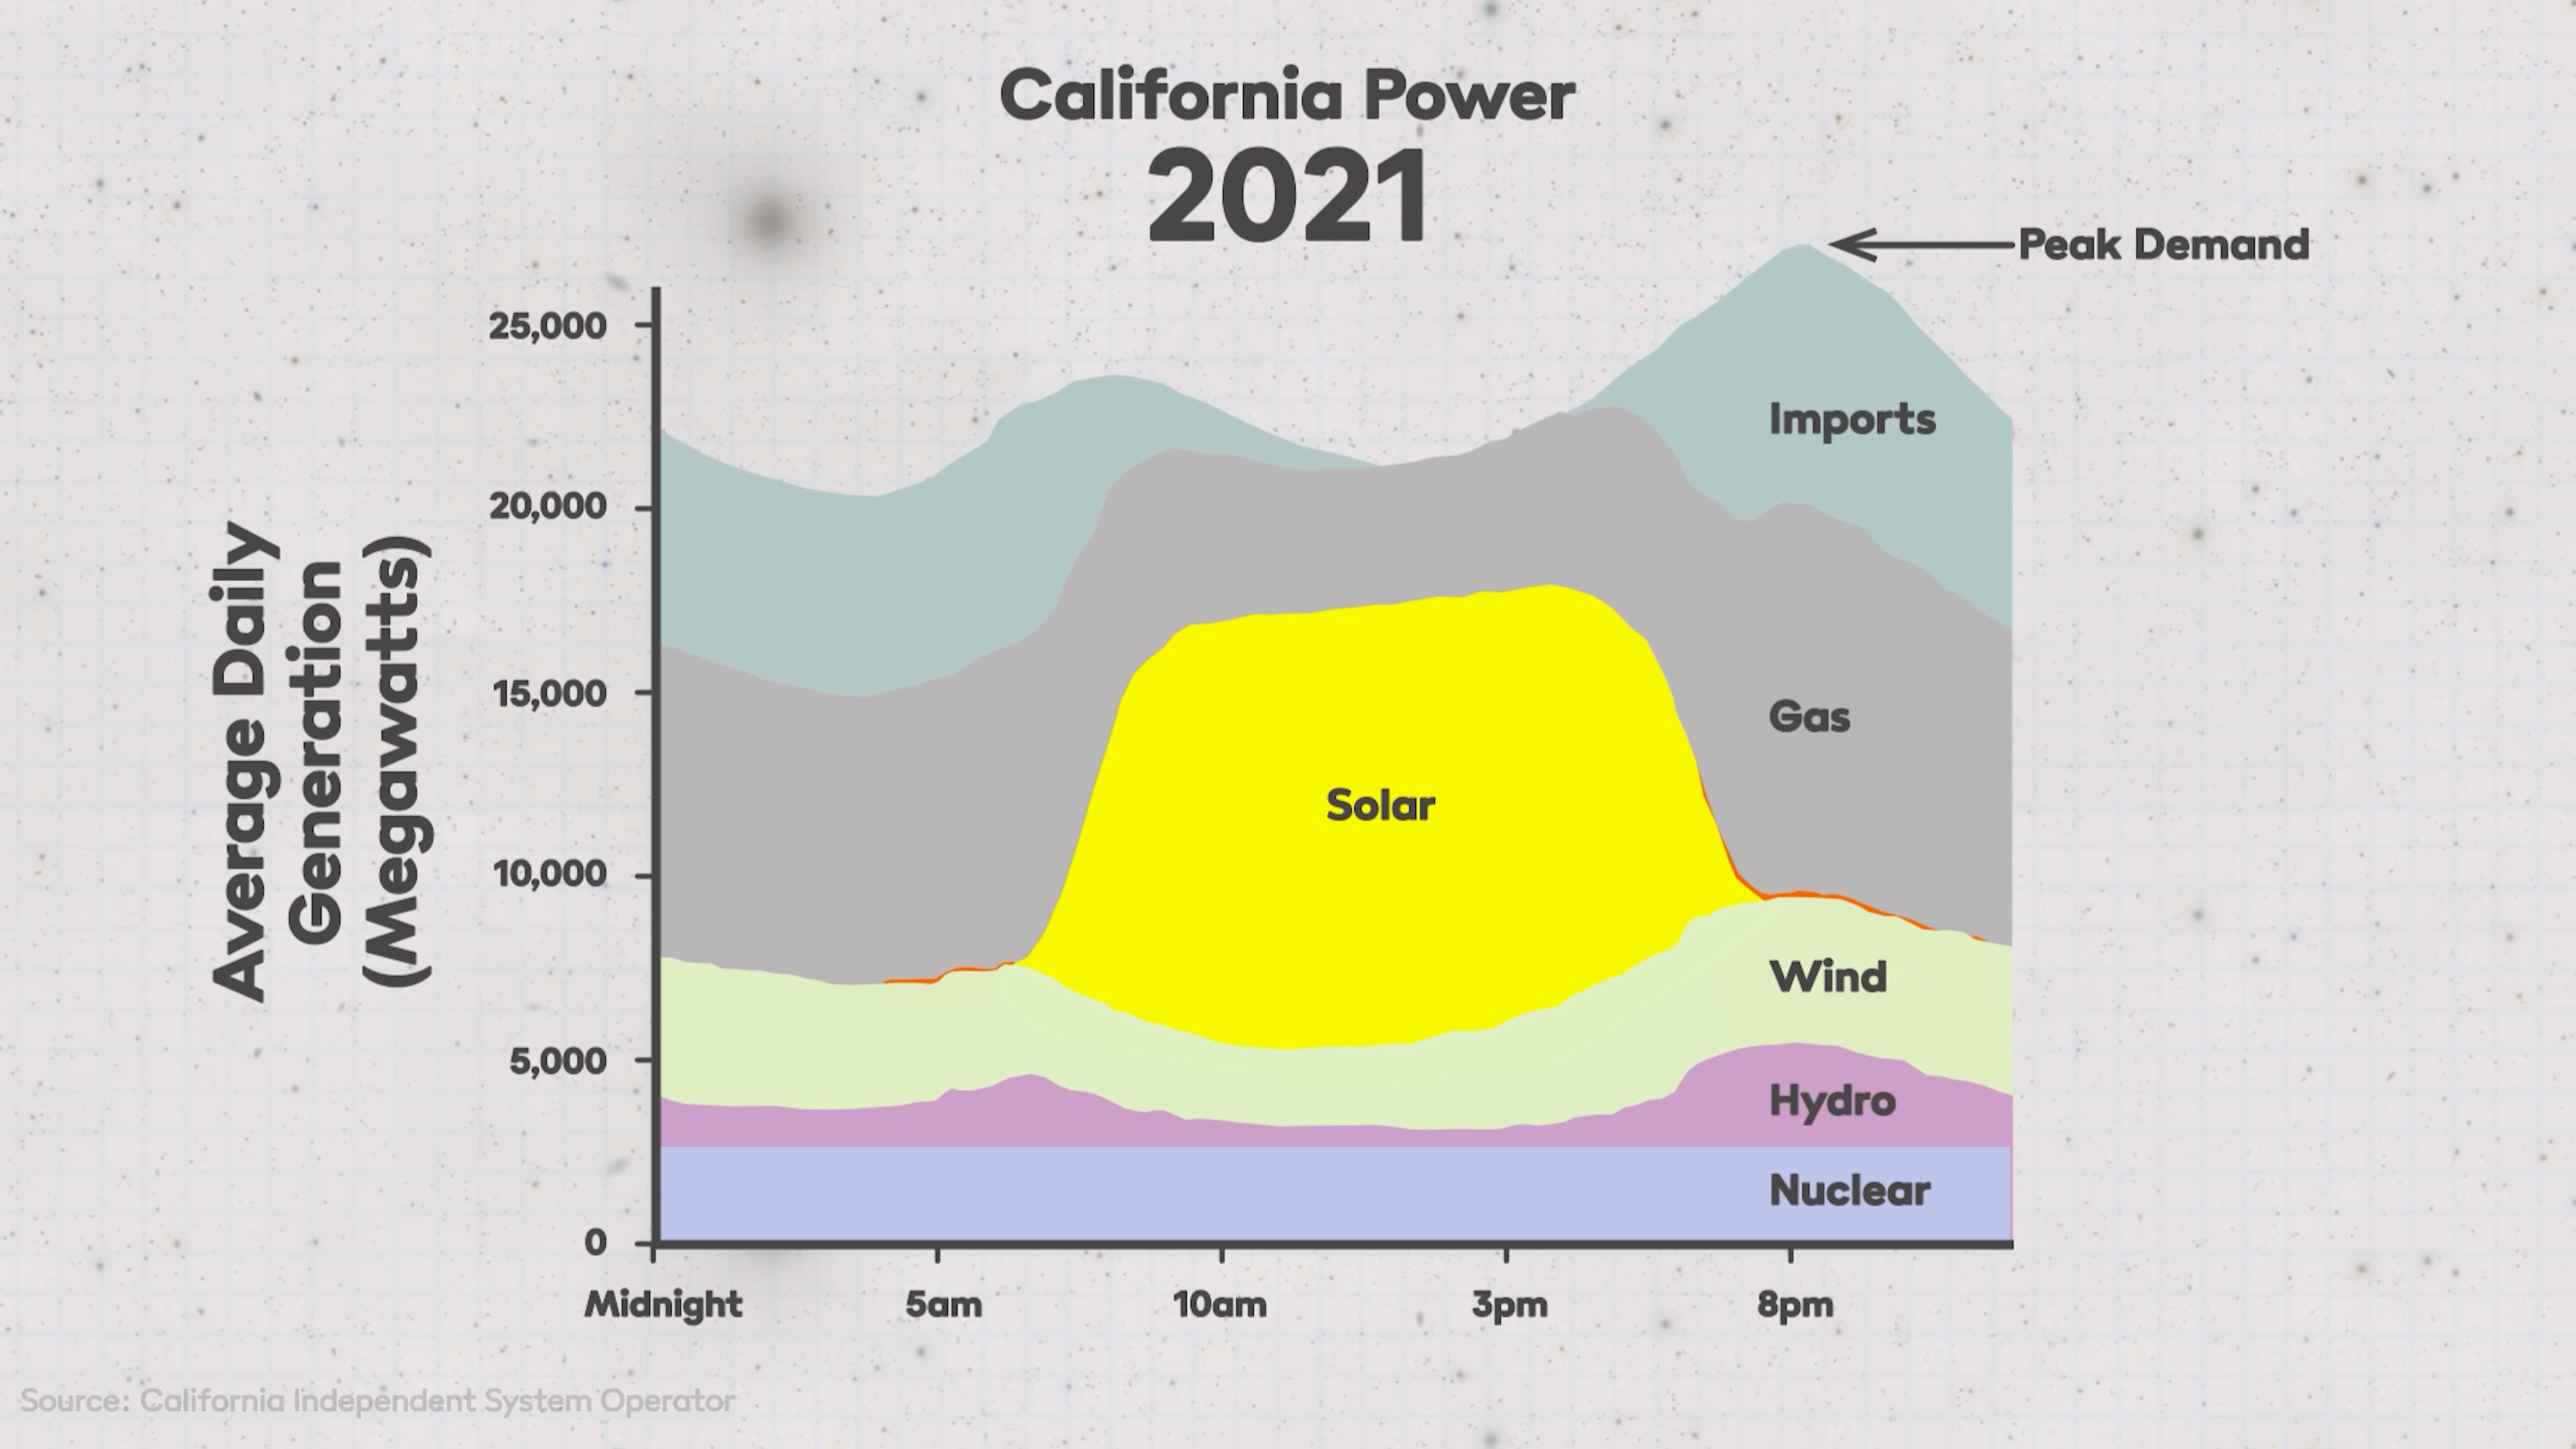 California Power
2021
Peak Demand
25,000
20,000
15,000
10,000
5,000
0
Average Daily
Generation
(Megawatts)
Imports
Gas
Solar
Wind
Hydro
Nuclear
Midnight 5am 10am 3pm 8pm
Source: California Independent System Operator